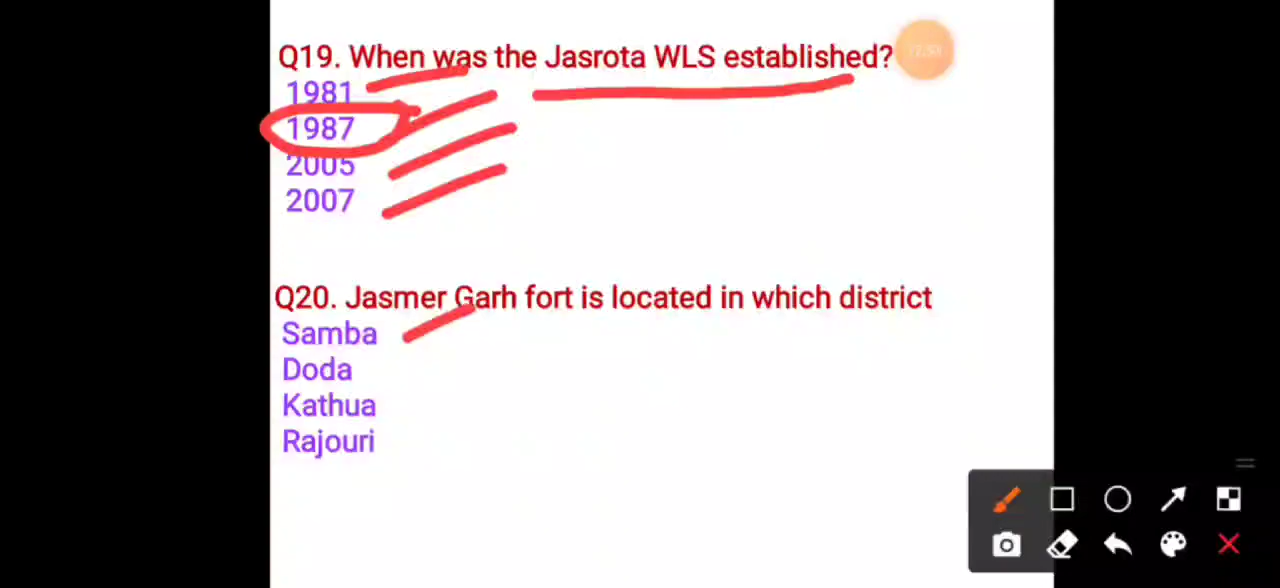 Q19. When was the Jasrota WLS established?
1981
1987
2005
2007
Q20. Jasmer Garh fort is located in which district
Samba
Doda
Kathua
Rajouri